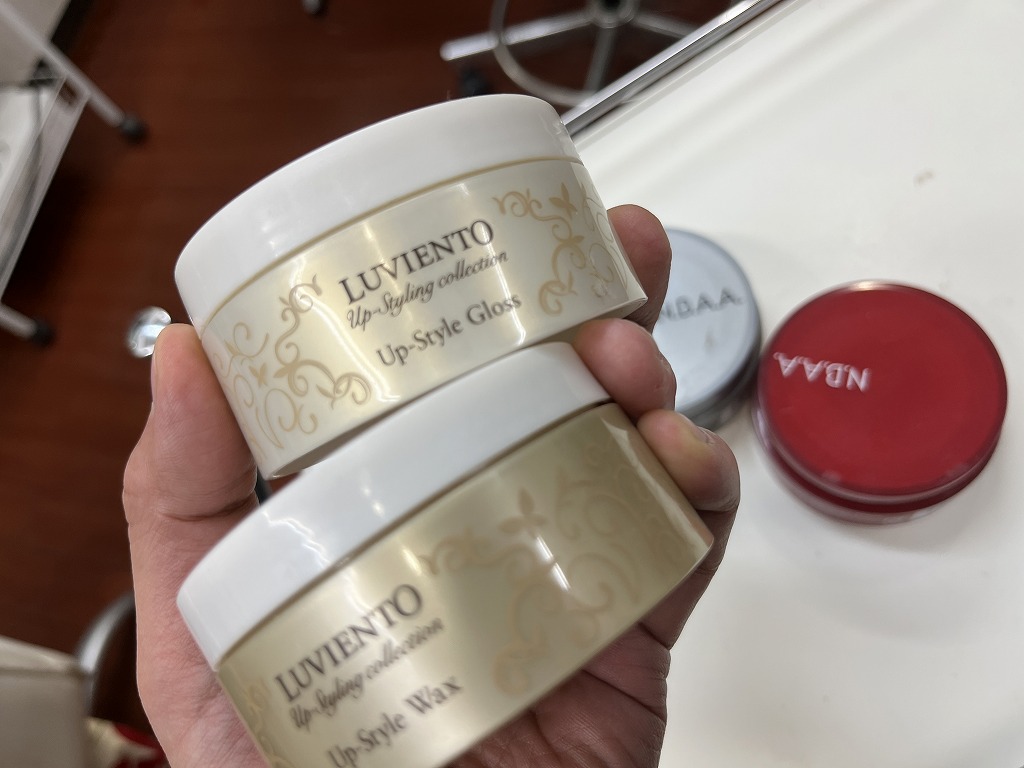 LUVIENTO
Up-Styling collection
Up-Style Gloss
LUVIENTO
Up-Styling collection
Up-Style Wax
N.B.A.A.
N.B.A.A.